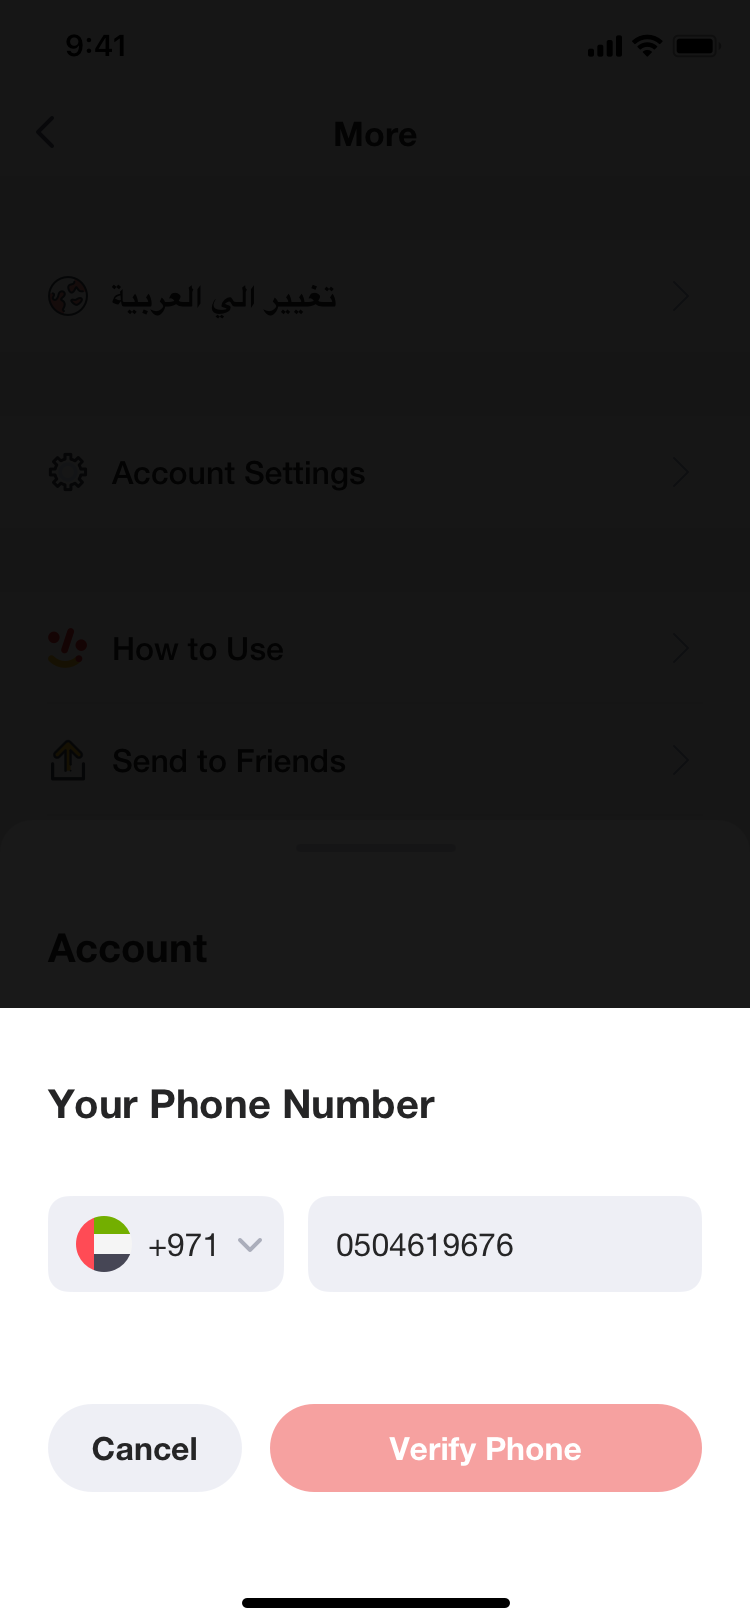 9:41
More
تغيير الي العربية
Account Settings
How to Use
Send to Friends
Account
Your Phone Number
+971
0504619676
Cancel
Verify Phone